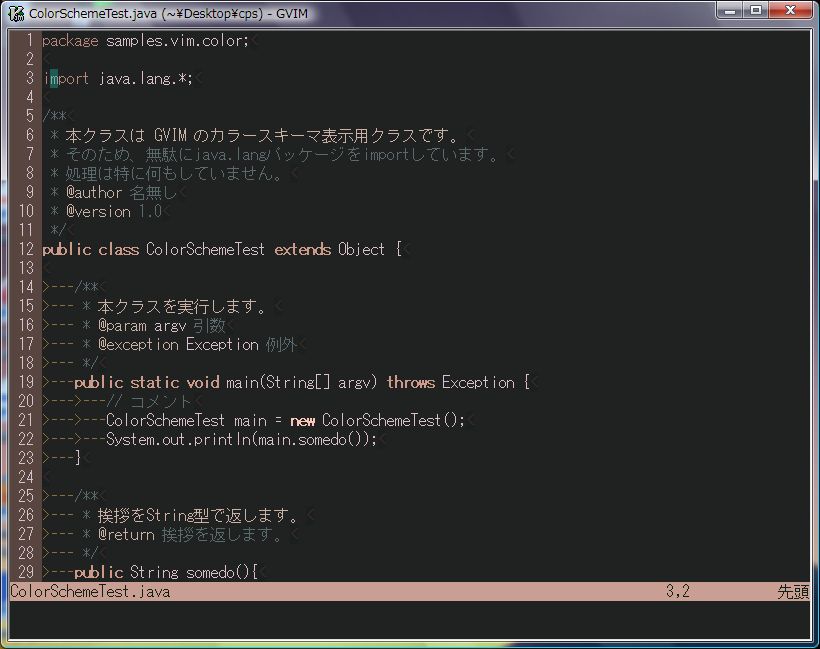 ColorSchemeTest.java (~¥Desktop¥cps) - GVIM
1 package samples.vim.color;<
2 <
3 import java.lang.*;<
4 <
5 /**<
6  * 本クラスは GVIM のカラースキーマ表示用クラスです。 <
7  * そのため、無駄にjava.langパッケージをimportしています。 <
8  * 処理は特に何もしていません。 <
9  * @author 名無し<
10  * @version 1.0<
11  */<
12 public class ColorSchemeTest extends Object {<
13 <
14 >---/**<
15 >--- * 本クラスを実行します。 <
16 >--- * @param argv 引数<
17 >--- * @exception Exception 例外<
18 >--- */<
19 >---public static void main(String[] argv) throws Exception {<
20 >--->---// コメント<
21 >--->---ColorSchemeTest main = new ColorSchemeTest();<
22 >--->---System.out.println(main.somedo());<
23 >---}<
24 <
25 >---/**<
26 >--- * 挨拶をString型で返します。 <
27 >--- * @return 挨拶を返します。 <
28 >--- */<
29 >---public String somedo(){<
ColorSchemeTest.java 3,2 先頭